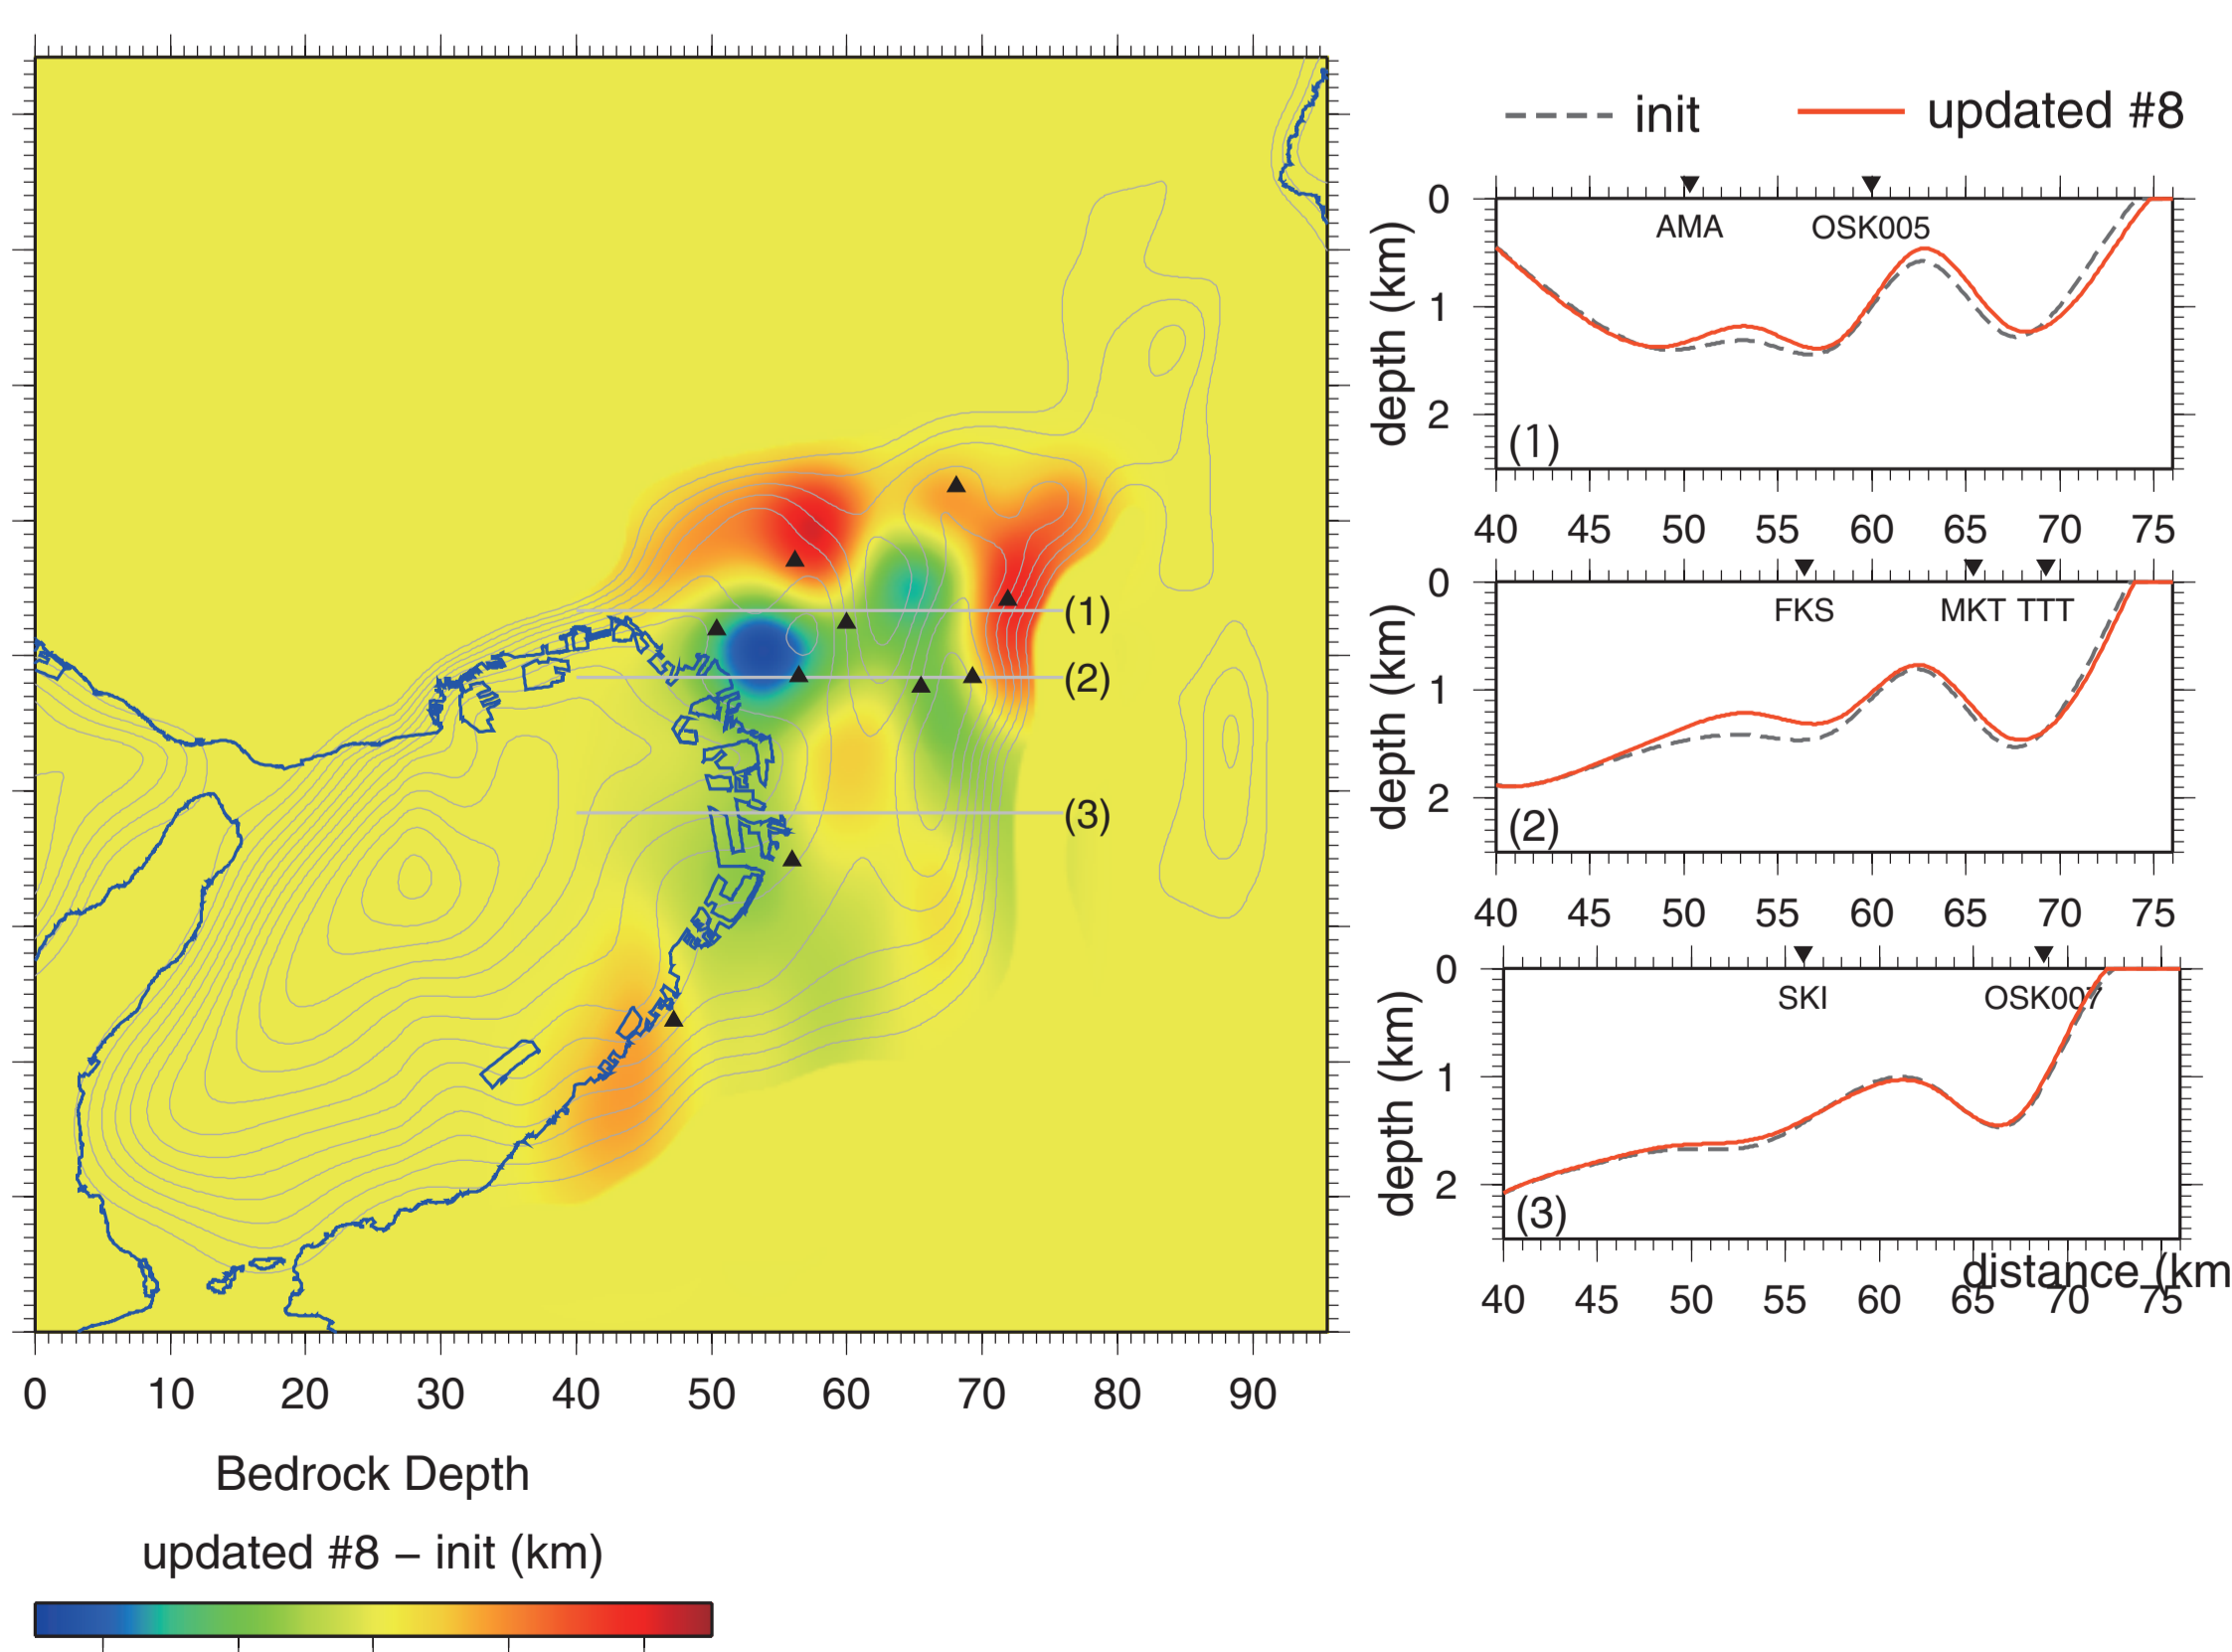 init updated #8
0
AMA OSK005
depth (km)
1
2
(1)
40 45 50 55 60 65 70 75
0
FKS MKT TTT
depth (km)
1
2
(2)
40 45 50 55 60 65 70 75
0
SKI OSK007
depth (km)
1
2
(3)
distance (km
40 45 50 55 60 65 70 75
(1)
(2)
(3)
0 10 20 30 40 50 60 70 80 90
Bedrock Depth
updated #8 – init (km)